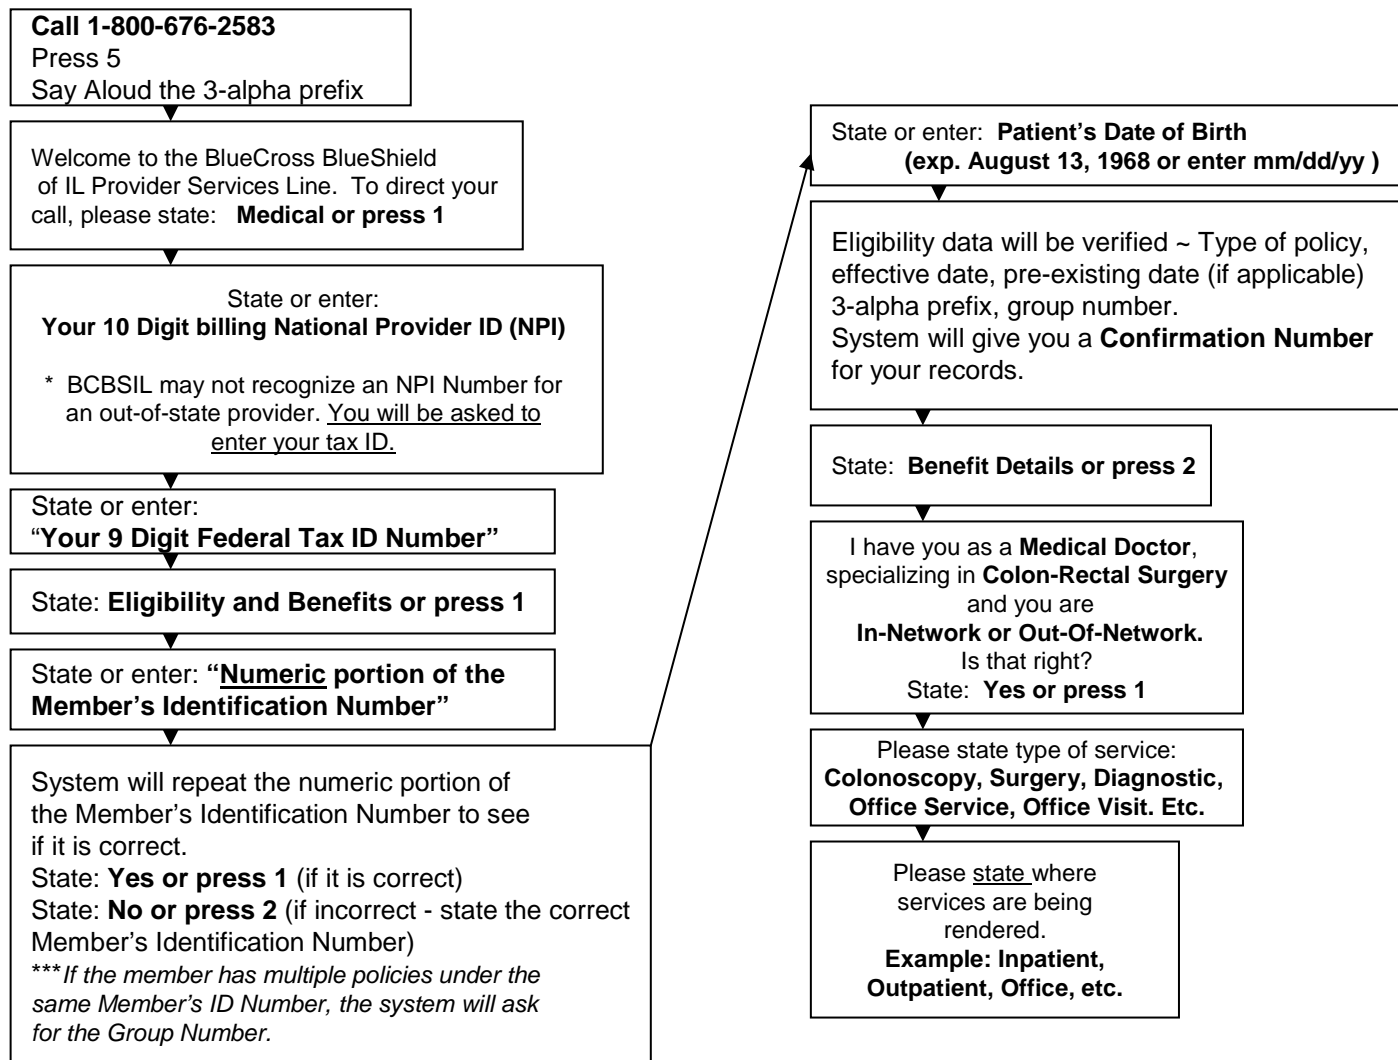 Call 1-800-676-2583
Press 5
Say Aloud the 3-alpha prefix
Welcome to the BlueCross BlueShield
of IL Provider Services Line. To direct your
call, please state: Medical or press 1
State or enter:
Your 10 Digit billing National Provider ID (NPI)
* BCBSIL may not recognize an NPI Number for
an out-of-state provider. You will be asked to
enter your tax ID.
State or enter:
“Your 9 Digit Federal Tax ID Number”
State: Eligibility and Benefits or press 1
State or enter: “Numeric portion of the
Member’s Identification Number”
System will repeat the numeric portion of
the Member’s Identification Number to see
if it is correct.
State: Yes or press 1 (if it is correct)
State: No or press 2 (if incorrect - state the correct
Member’s Identification Number)
***If the member has multiple policies under the
same Member’s ID Number, the system will ask
for the Group Number.
State or enter: Patient’s Date of Birth
(exp. August 13, 1968 or enter mm/dd/yy )
Eligibility data will be verified ~ Type of policy,
effective date, pre-existing date (if applicable)
3-alpha prefix, group number.
System will give you a Confirmation Number
for your records.
State: Benefit Details or press 2
I have you as a Medical Doctor,
specializing in Colon-Rectal Surgery
and you are
In-Network or Out-Of-Network.
Is that right?
State: Yes or press 1
Please state type of service:
Colonoscopy, Surgery, Diagnostic,
Office Service, Office Visit. Etc.
Please state where
services are being
rendered.
Example: Inpatient,
Outpatient, Office, etc.